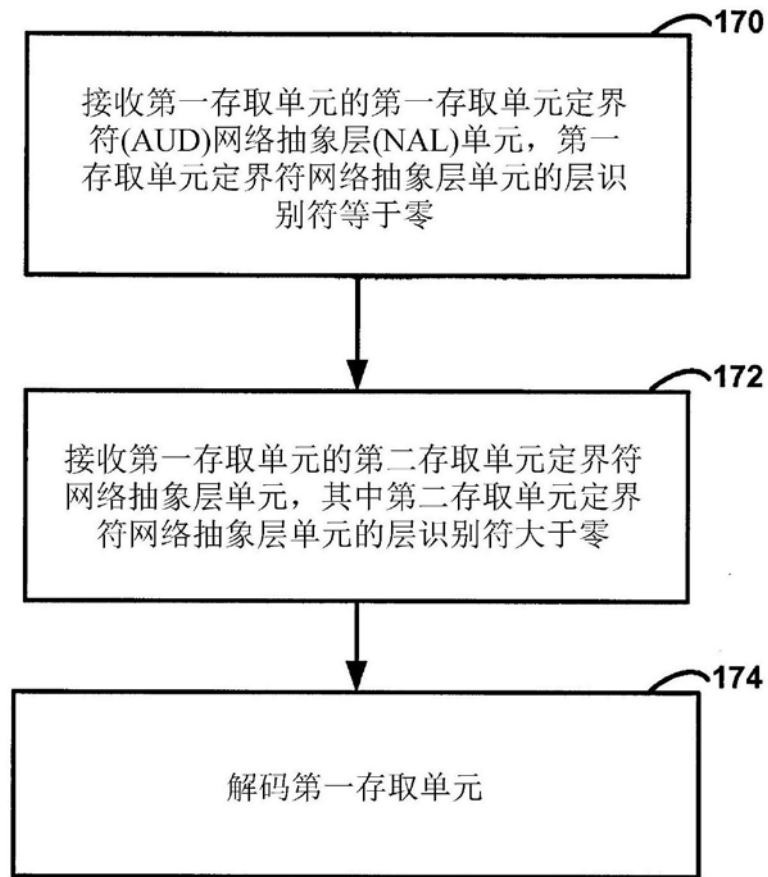 170
接收第一存取单元的第一存取单元定界
符(AUD)网络抽象层(NAL)单元，第一
存取单元定界符网络抽象层单元的层识
别符等于零
172
接收第一存取单元的第二存取单元定界符
网络抽象层单元，其中第二存取单元定界
符网络抽象层单元的层识别符大于零
174
解码第一存取单元